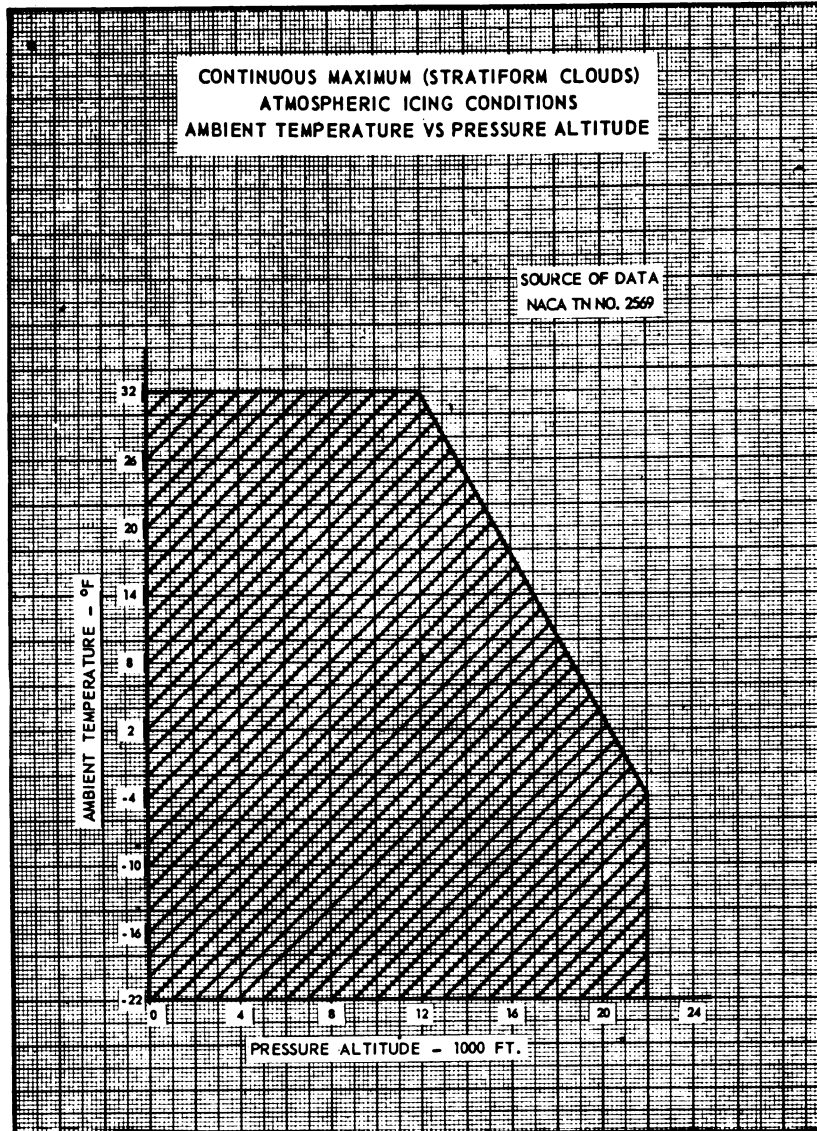 CONTINUOUS MAXIMUM (STRATIFORM CLOUDS)
ATMOSPHERIC ICING CONDITIONS
AMBIENT TEMPERATURE VS PRESSURE ALTITUDE
SOURCE OF DATA
NACA TN NO. 2569
32
26
20
14
8
2
-4
-10
-16
-22
AMBIENT TEMPERATURE - °F
0 4 8 12 16 20 24
PRESSURE ALTITUDE - 1000 FT.